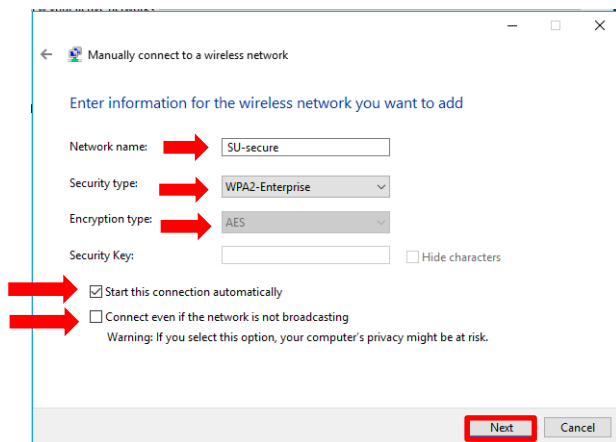 Manually connect to a wireless network
Enter information for the wireless network you want to add
Network name: SU-secure
Security type: WPA2-Enterprise
Encryption type: AES
Security Key: Hide characters
Start this connection automatically
Connect even if the network is not broadcasting
Warning: If you select this option, your computer's privacy might be at risk.
Next Cancel